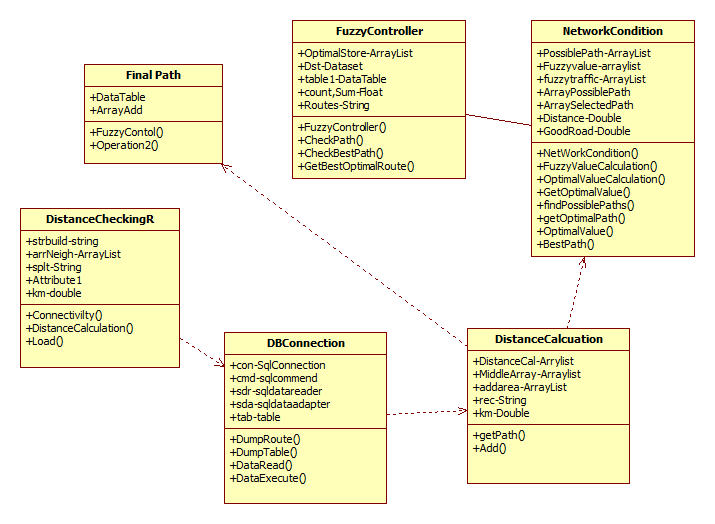 FuzzyController
+OptimalStore-ArrayList
+Dst-Dataset
+table1-DataTable
+count,Sum-Float
+Routes-String
+FuzzyController()
+CheckPath()
+CheckBestPath()
+GetBestOptimalRoute()
NetworkCondition
+PossiblePath-ArrayList
+Fuzzyvalue-arraylist
+fuzzytraffic-ArrayList
+ArrayPossiblePath
+ArraySelectedPath
+Distance-Double
+GoodRoad-Double
+NetWorkCondition()
+FuzzyValueCalculation()
+OptimalValueCalculation()
+GetOptimalValue()
+findPossiblePaths()
+getOptimalPath()
+OptimalValue()
+BestPath()
Final Path
+DataTable
+ArrayAdd
+FuzzyContol()
+Operation2()
DistanceCheckingR
+strbuild-string
+arrNeigh-ArrayList
+splt-String
+Attribute1
+km-double
+Connectivilty()
+DistanceCalculation()
+Load()
DBConnection
+con-SqlConnection
+cmd-sqlcommend
+sdr-sqldatareader
+sda-sqldataadapter
+tab-table
+DumpRoute()
+DumpTable()
+DataRead()
+DataExecute()
DistanceCalcuation
+DistanceCal-Arrylist
+MiddleArray-Arraylist
+addarea-ArrayList
+rec-String
+km-Double
+getPath()
+Add()